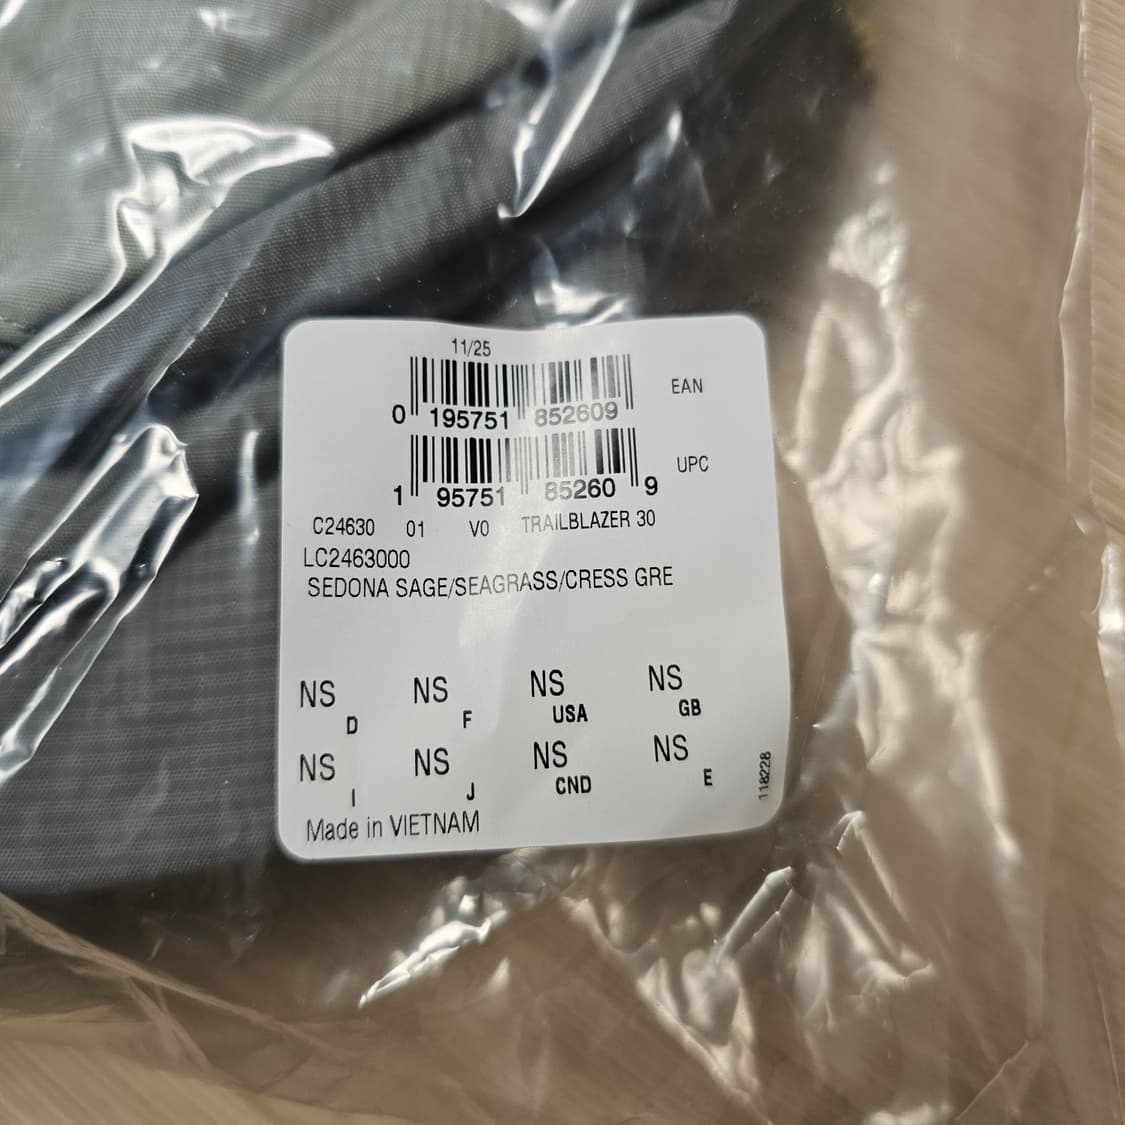 11/25
EAN
0 195751 852609
UPC
1 95751 85260 9
C24630 01 V0 TRAILBLAZER 30
LC2463000
SEDONA SAGE/SEAGRASS/CRESS GRE
NS D NS F NS USA NS GB
NS I NS J NS CND NS E
118228
Made in VIETNAM